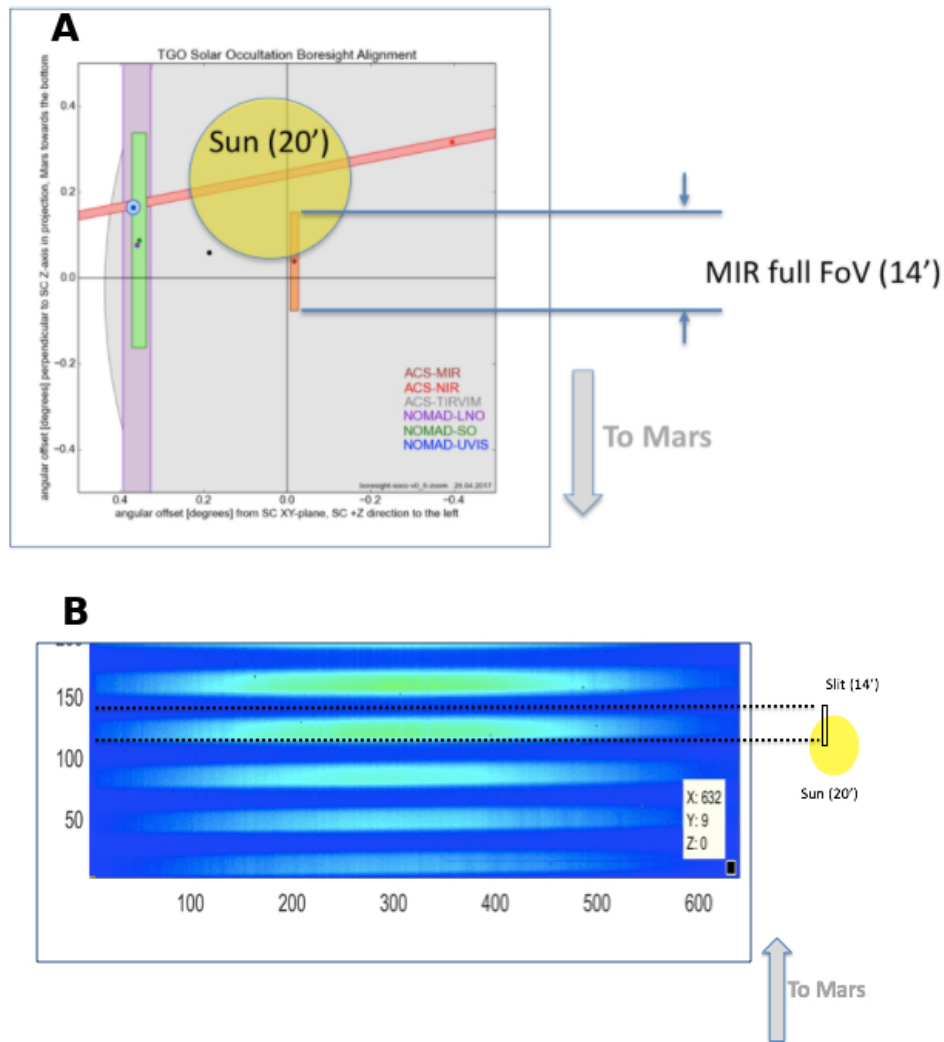 A
TGO Solar Occultation Boresight Alignment
angular offset [degrees] perpendicular to SC Z-axis in projection, Mars towards the bottom
0.4
0.2
0.0
−0.2
−0.4
Sun (20’)
MIR full FoV (14’)
ACS-MIR
ACS-NIR
ACS-TIRVIM
NOMAD-LNO
NOMAD-SO
NOMAD-UVIS
To Mars
0.4
0.2
0.0
−0.2
−0.4
angular offset [degrees] from SC XY-plane, SC +Z direction to the left
B
150
100
50
Slit (14’)
Sun (20’)
X: 632
Y: 9
Z: 0
100
200
300
400
500
600
To Mars